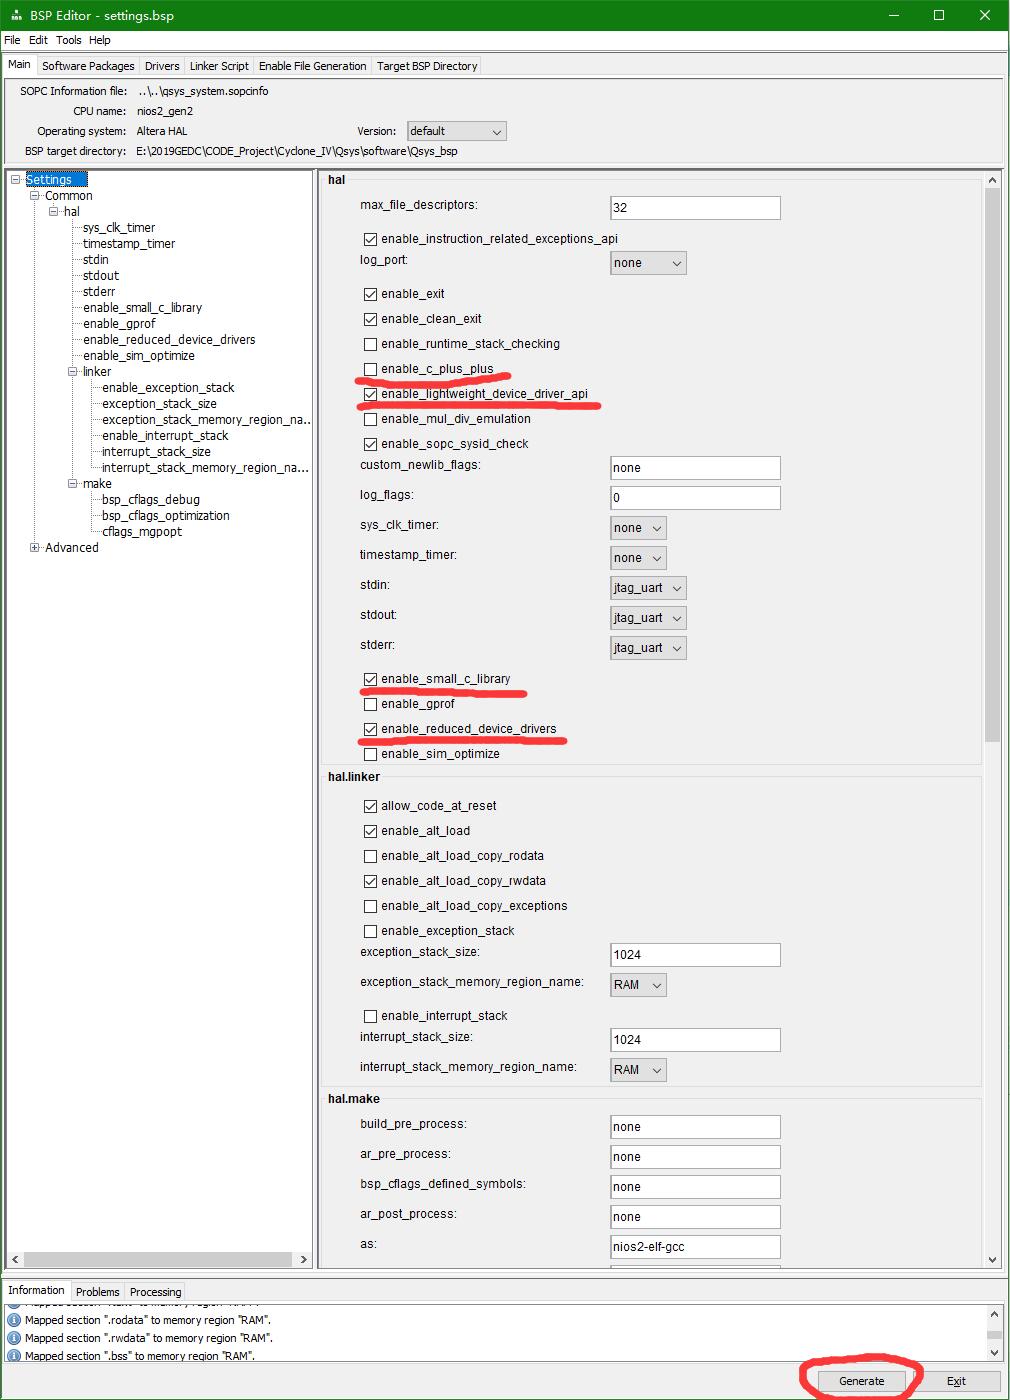 BSP Editor - settings.bsp
File Edit Tools Help
Main Software Packages Drivers Linker Script Enable File Generation Target BSP Directory
SOPC Information file: ..\..\qsys_system.sopcinfo
CPU name: nios2_gen2
Operating system: Altera HAL Version: default
BSP target directory: E:\2019GEDC\CODE_Project\Cyclone_IV\Qsys\software\Qsys_bsp
Settings
Common
hal
sys_clk_timer
timestamp_timer
stdin
stdout
stderr
enable_small_c_library
enable_gprof
enable_reduced_device_drivers
enable_sim_optimize
linker
enable_exception_stack
exception_stack_size
exception_stack_memory_region_na...
enable_interrupt_stack
interrupt_stack_size
interrupt_stack_memory_region_na...
make
bsp_cflags_debug
bsp_cflags_optimization
cflags_mgpopt
Advanced
hal
max_file_descriptors: 32
enable_instruction_related_exceptions_api
log_port: none
enable_exit
enable_clean_exit
enable_runtime_stack_checking
enable_c_plus_plus
enable_lightweight_device_driver_api
enable_mul_div_emulation
enable_sopc_sysid_check
custom_newlib_flags: none
log_flags: 0
sys_clk_timer: none
timestamp_timer: none
stdin: jtag_uart
stdout: jtag_uart
stderr: jtag_uart
enable_small_c_library
enable_gprof
enable_reduced_device_drivers
enable_sim_optimize
hal.linker
allow_code_at_reset
enable_alt_load
enable_alt_load_copy_rodata
enable_alt_load_copy_rwdata
enable_alt_load_copy_exceptions
enable_exception_stack
exception_stack_size: 1024
exception_stack_memory_region_name: RAM
enable_interrupt_stack
interrupt_stack_size: 1024
interrupt_stack_memory_region_name: RAM
hal.make
build_pre_process: none
ar_pre_process: none
bsp_cflags_defined_symbols: none
ar_post_process: none
as: nios2-elf-gcc
Information Problems Processing
Mapped section ".text" to memory region "RAM".
Mapped section ".rodata" to memory region "RAM".
Mapped section ".rwdata" to memory region "RAM".
Mapped section ".bss" to memory region "RAM".
Generate Exit